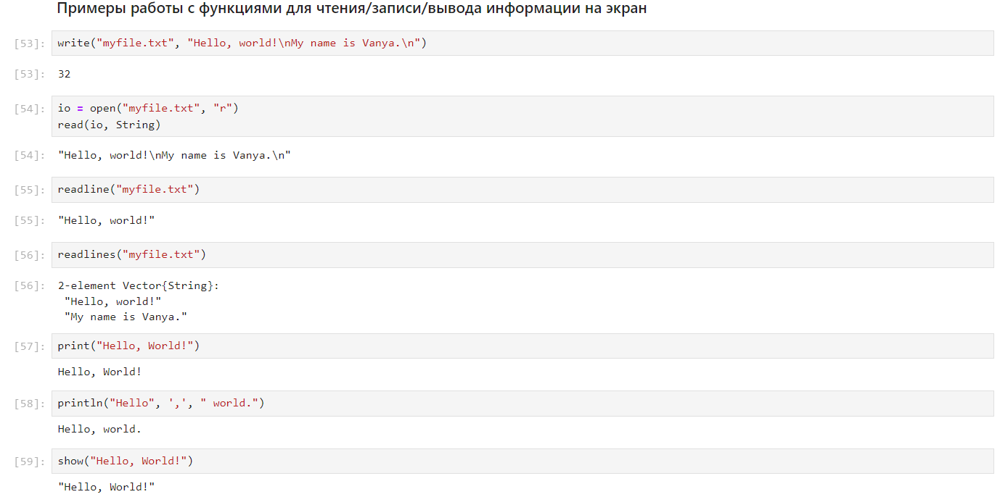 Примеры работы с функциями для чтения/записи/вывода информации на экран
[53]: write("myfile.txt", "Hello, world!\nMy name is Vanya.\n")
[53]: 32
[54]: io = open("myfile.txt", "r")
read(io, String)
[54]: "Hello, world!\nMy name is Vanya.\n"
[55]: readline("myfile.txt")
[55]: "Hello, world!"
[56]: readlines("myfile.txt")
[56]: 2-element Vector{String}:
"Hello, world!"
"My name is Vanya."
[57]: print("Hello, World!")
Hello, World!
[58]: println("Hello", ',', " world.")
Hello, world.
[59]: show("Hello, World!")
"Hello, World!"